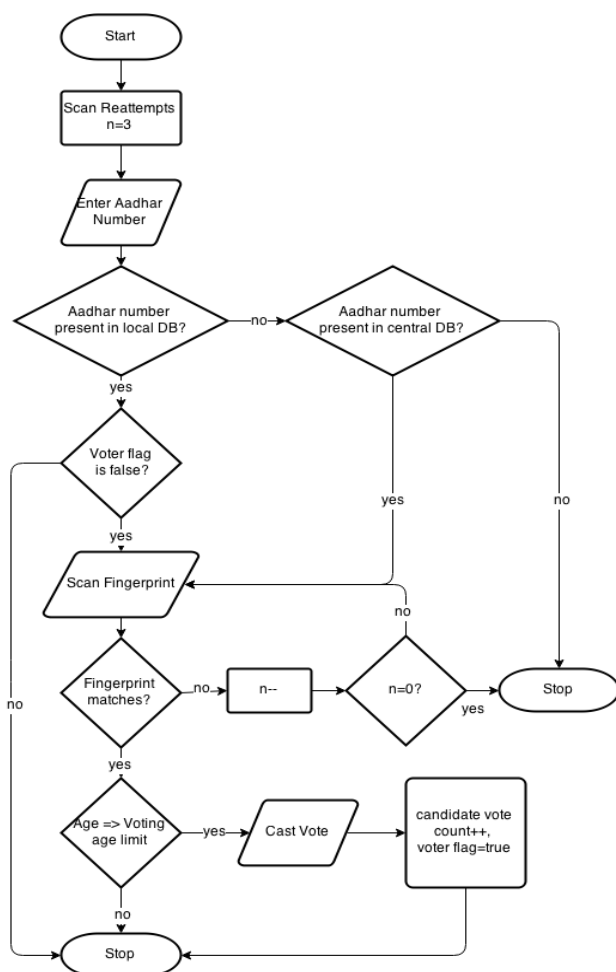 Start
Scan Reattempts
n=3
Enter Aadhar
Number
Aadhar number
present in local DB?
no
Aadhar number
present in central DB?
yes
Voter flag
is false?
yes
no
yes
Scan Fingerprint
no
Fingerprint
matches?
no
n--
n=0?
yes
Stop
no
yes
Age => Voting
age limit
yes
Cast Vote
candidate vote
count++,
voter flag=true
no
Stop